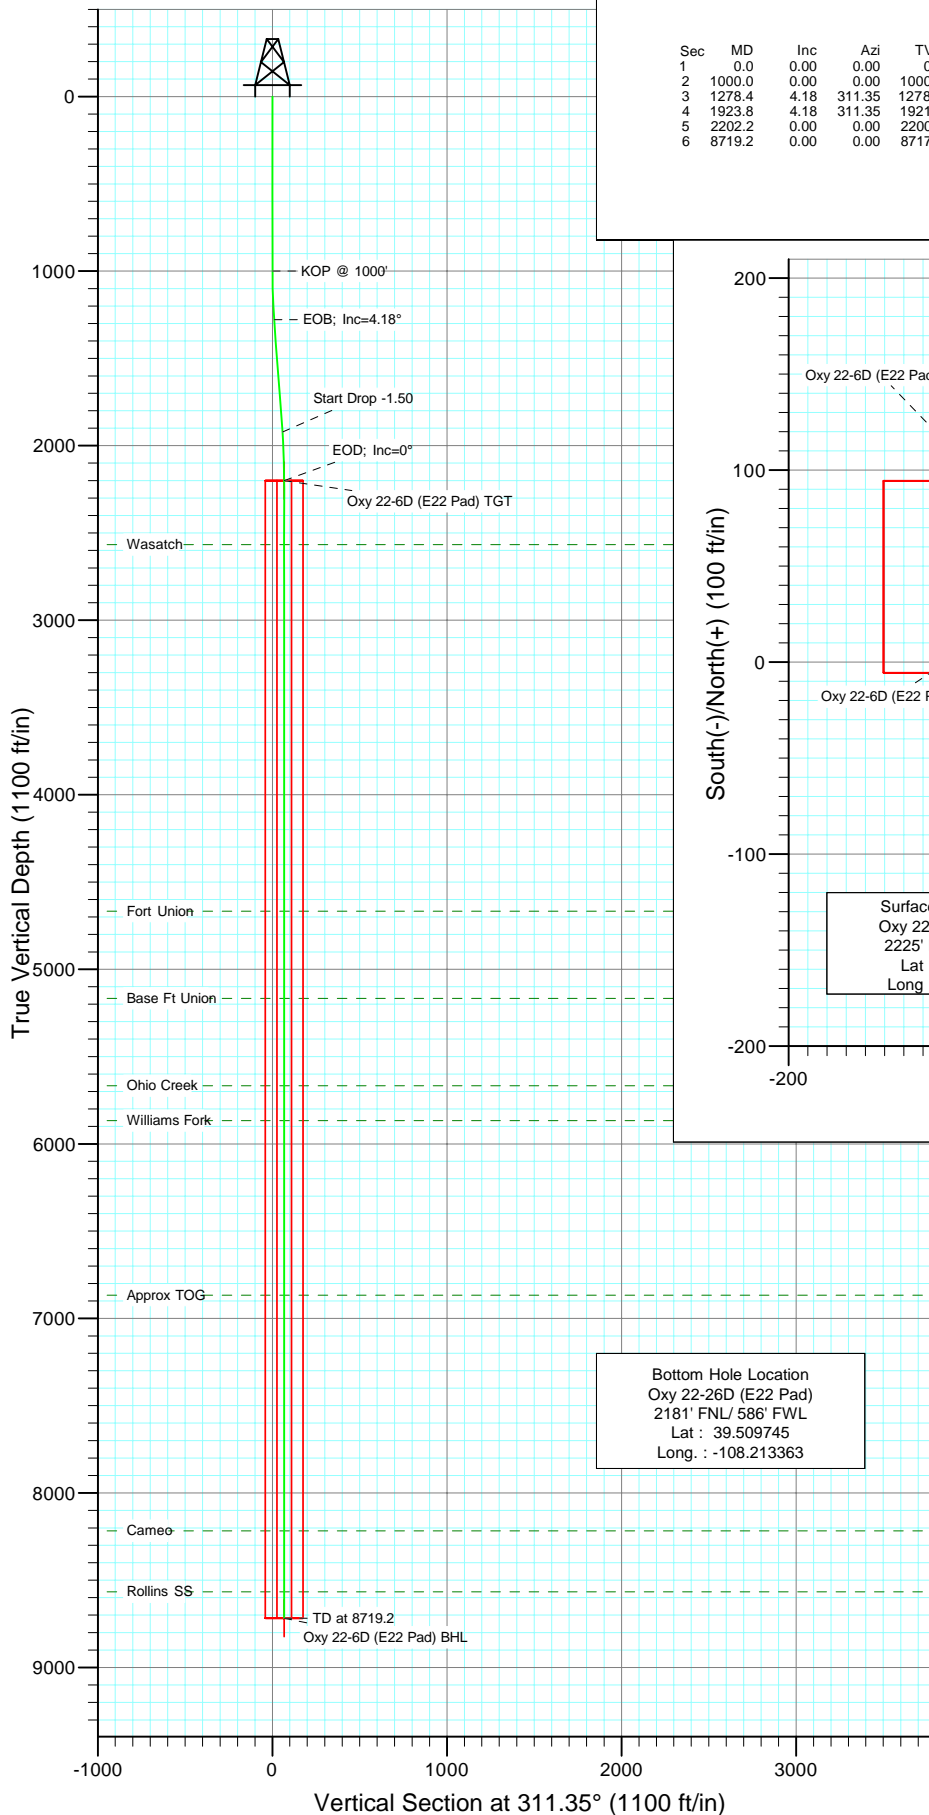 Sec MD Inc Azi TV
1 0.0 0.00 0.00 0
2 1000.0 0.00 0.00 1000
3 1278.4 4.18 311.35 1278
4 1923.8 4.18 311.35 1921
5 2202.2 0.00 0.00 2200
6 8719.2 0.00 0.00 8717
0
1000
2000
3000
4000
5000
6000
7000
8000
9000
True Vertical Depth (1100 ft/in)
KOP @ 1000'
EOB; Inc=4.18°
Start Drop -1.50
EOD; Inc=0°
Oxy 22-6D (E22 Pad) TGT
Wasatch
Fort Union
Base Ft Union
Ohio Creek
Williams Fork
Approx TOG
Cameo
Rollins SS
TD at 8719.2
Oxy 22-6D (E22 Pad) BHL
-1000
0
1000
2000
3000
Vertical Section at 311.35° (1100 ft/in)
200
100
0
-100
-200
-200
South(-)/North(+) (100 ft/in)
Oxy 22-6D (E22 Pad
Oxy 22-6D (E22 P
Surface
Oxy 22
2225'
Lat
Long
Bottom Hole Location
Oxy 22-26D (E22 Pad)
2181' FNL/ 586' FWL
Lat : 39.509745
Long. : -108.213363